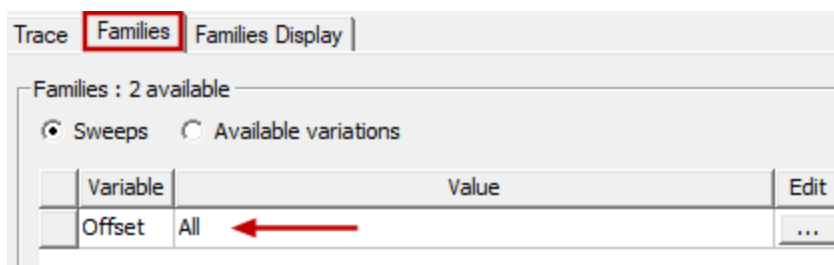 Trace Families Families Display
Families : 2 available
Sweeps Available variations
Variable Value Edit
Offset All ...